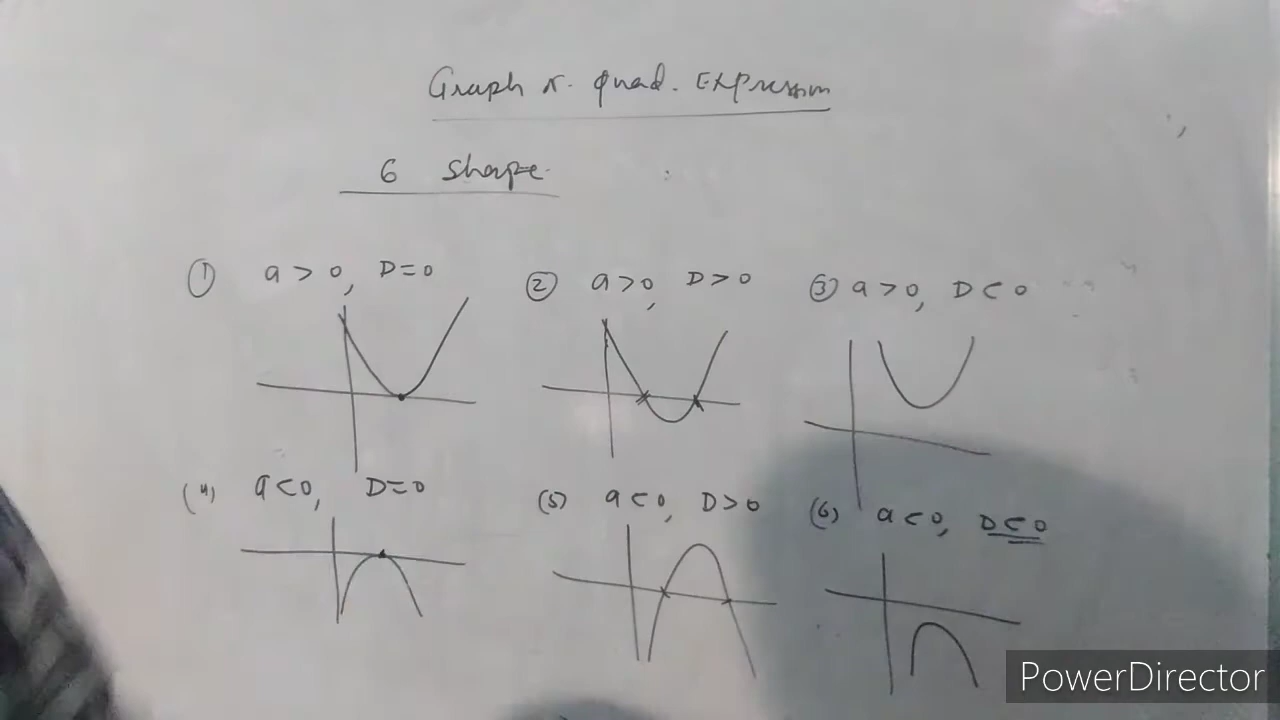 Graph of. quad. Expression
6 shape.
① a > 0, D = 0
② a > 0, D > 0
③ a > 0, D < 0
(4) a < 0, D = 0
(5) a < 0, D > 0
(6) a < 0, D < 0
PowerDirector